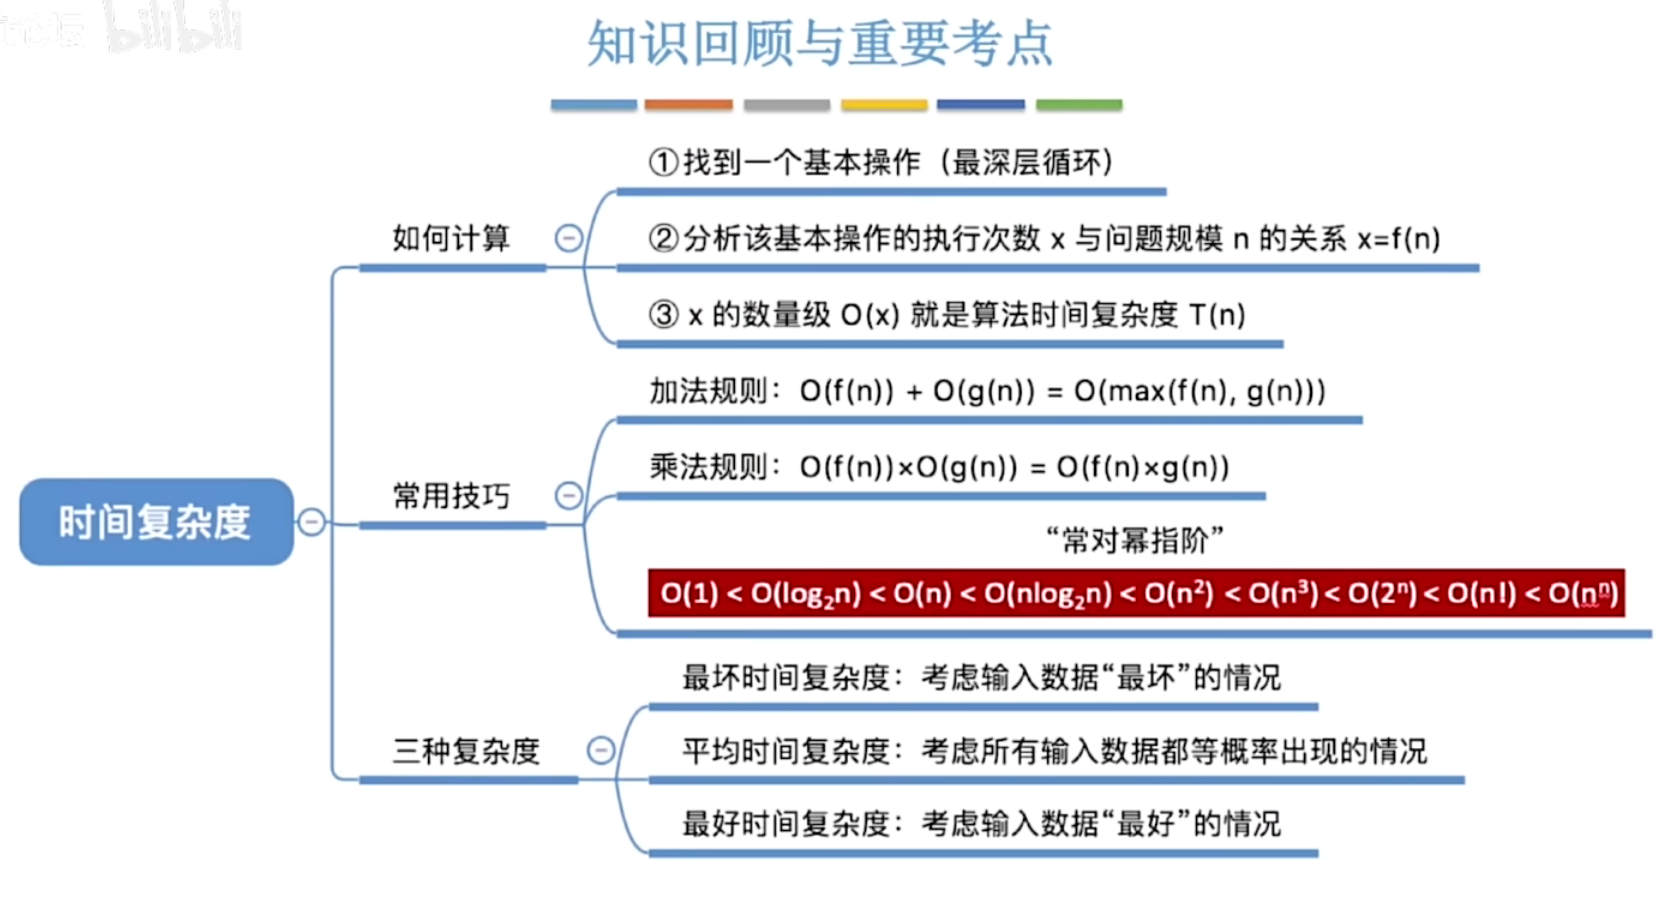 bilibili
知识回顾与重要考点
①找到一个基本操作（最深层循环）
如何计算
②分析该基本操作的执行次数 x 与问题规模 n 的关系 x=f(n)
③ x 的数量级 O(x) 就是算法时间复杂度 T(n)
加法规则：O(f(n)) + O(g(n)) = O(max(f(n), g(n)))
乘法规则：O(f(n))×O(g(n)) = O(f(n)×g(n))
常用技巧
“常对幂指阶”
O(1) < O(log₂n) < O(n) < O(nlog₂n) < O(n²) < O(n³) < O(2ⁿ) < O(n!) < O(nⁿ)
时间复杂度
最坏时间复杂度：考虑输入数据“最坏”的情况
三种复杂度
平均时间复杂度：考虑所有输入数据都等概率出现的情况
最好时间复杂度：考虑输入数据“最好”的情况